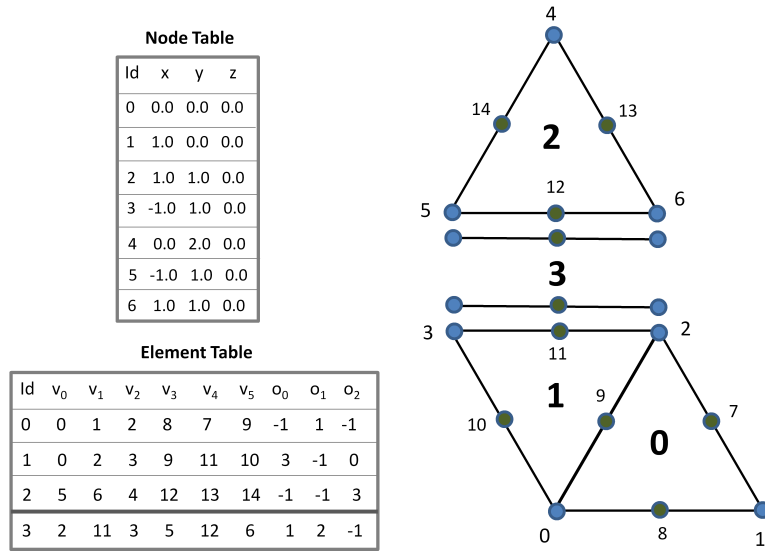 Node Table
Id x y z
0 0.0 0.0 0.0
1 1.0 0.0 0.0
2 1.0 1.0 0.0
3 -1.0 1.0 0.0
4 0.0 2.0 0.0
5 -1.0 1.0 0.0
6 1.0 1.0 0.0
Element Table
Id v₀ v₁ v₂ v₃ v₄ v₅ o₀ o₁ o₂
0 0 1 2 8 7 9 -1 1 -1
1 0 2 3 9 11 10 3 -1 0
2 5 6 4 12 13 14 -1 -1 3
3 2 11 3 5 12 6 1 2 -1
4
14 13
2
12
5 6
3
3 2
11
1 9 7
10
0
0 8 1